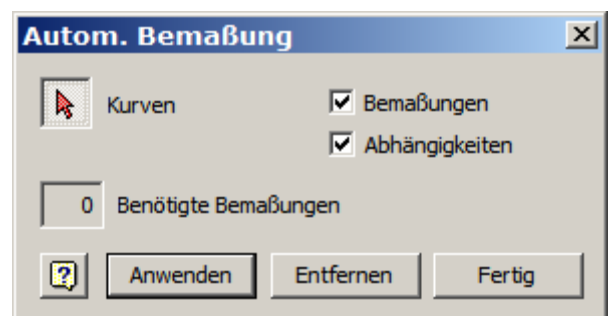 Autom. Bemaßung
Kurven
Bemaßungen
Abhängigkeiten
0 Benötigte Bemaßungen
? Anwenden Entfernen Fertig